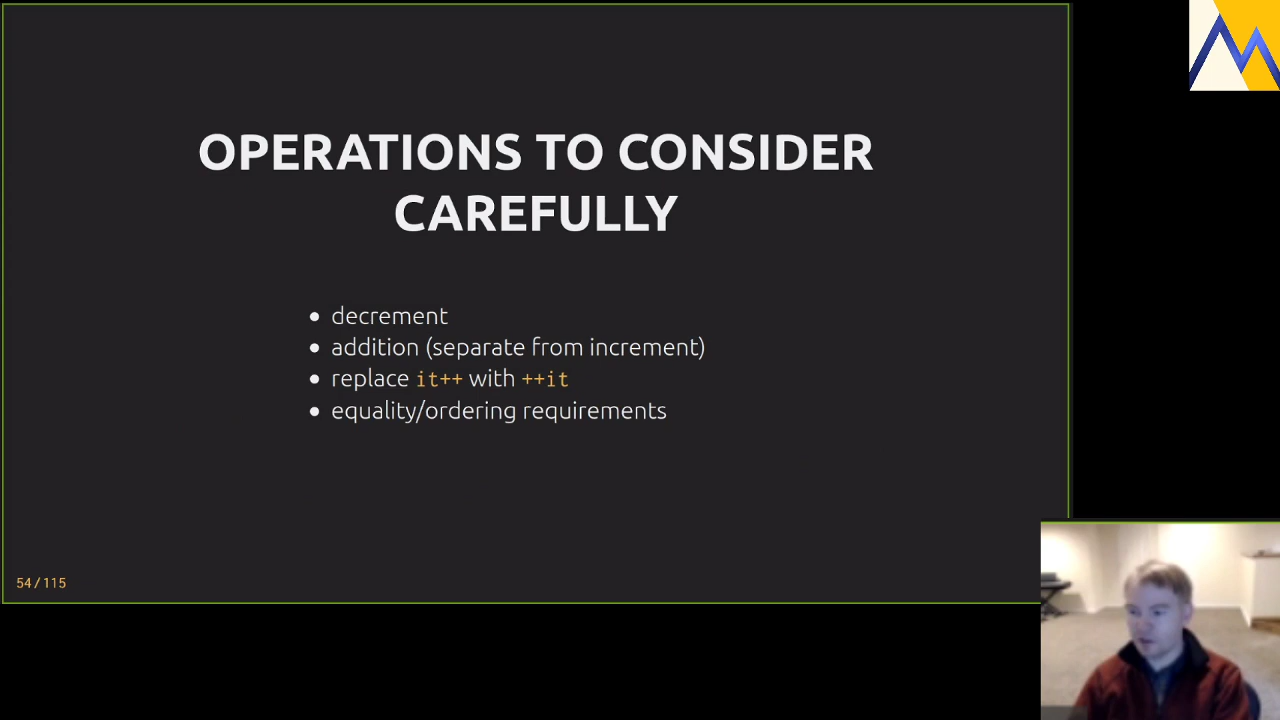 OPERATIONS TO CONSIDER
CAREFULLY
• decrement
• addition (separate from increment)
• replace it++ with ++it
• equality/ordering requirements
54 / 115